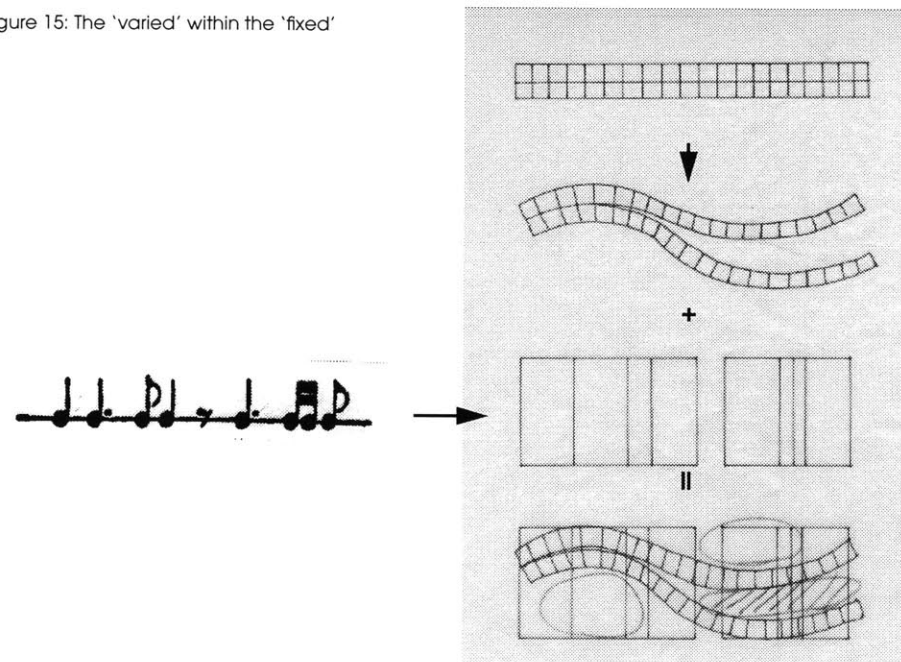 gure 15: The ‘varied’ within the ‘fixed’
+
=